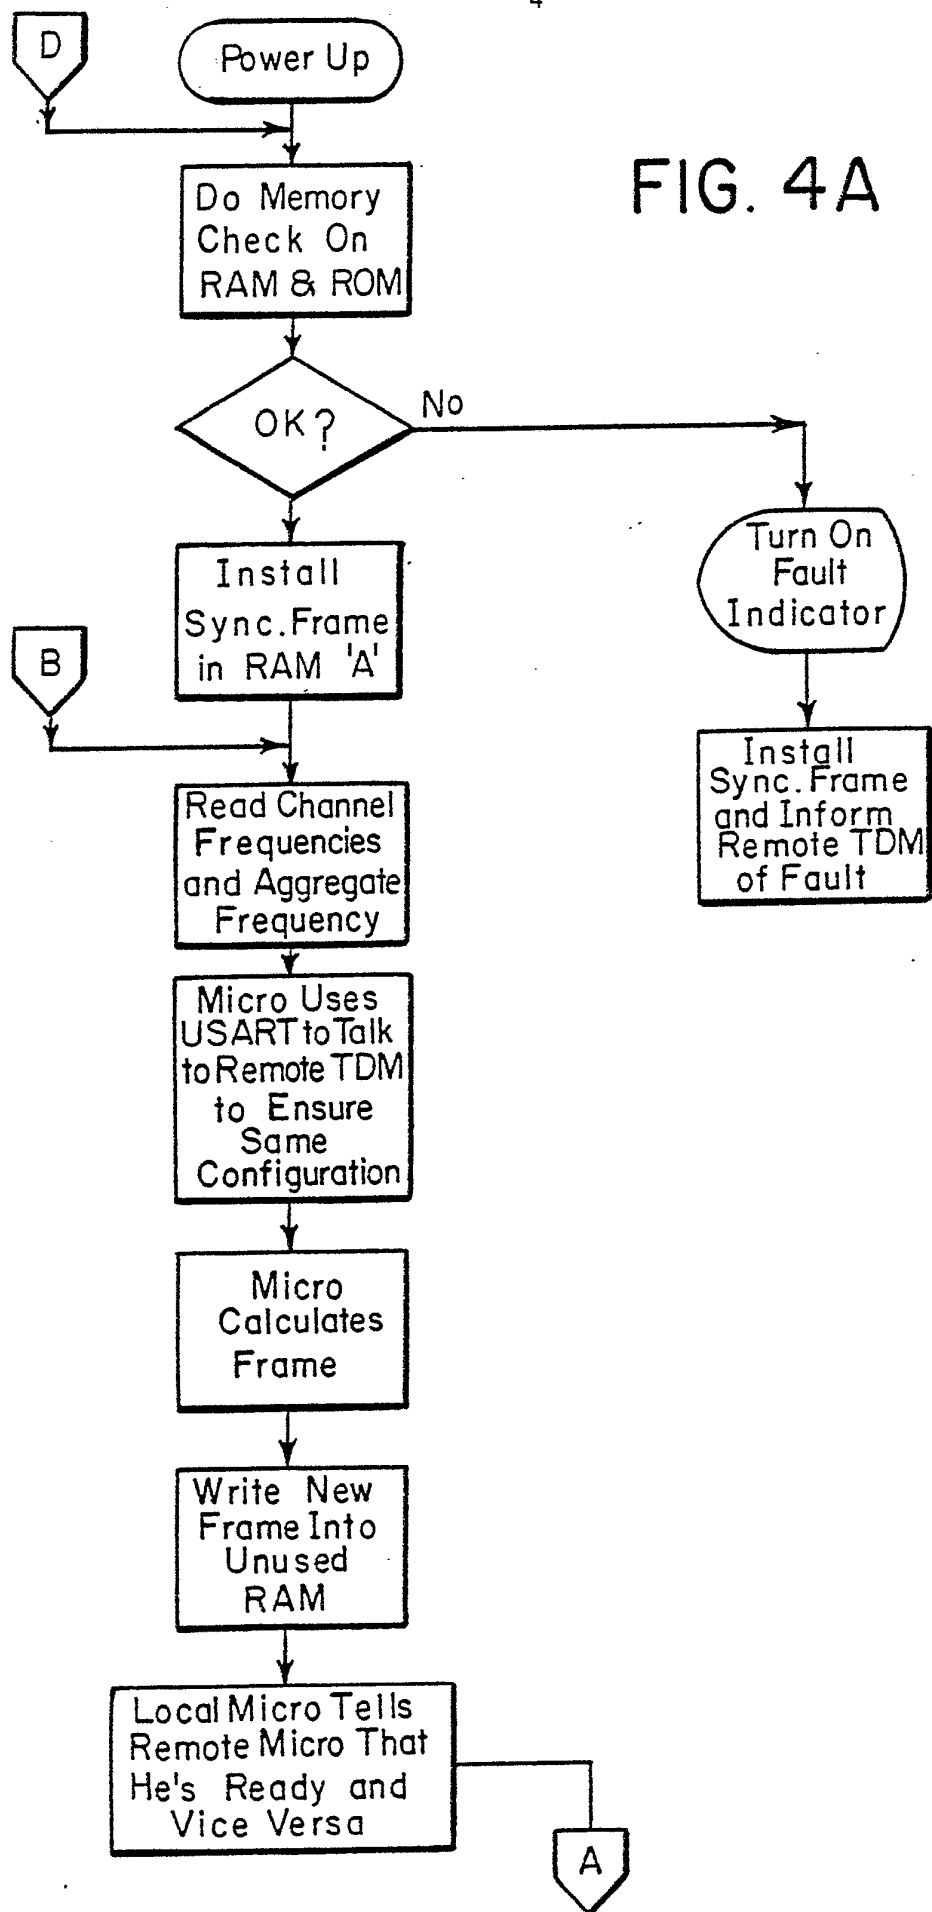 4
D
Power Up
FIG. 4A
Do Memory
Check On
RAM & ROM
OK?
No
Install
Sync. Frame
in RAM 'A'
Turn On
Fault
Indicator
B
Install
Sync. Frame
and Inform
Remote TDM
of Fault
Read Channel
Frequencies
and Aggregate
Frequency
Micro Uses
USART to Talk
to Remote TDM
to Ensure
Same
Configuration
Micro
Calculates
Frame
Write New
Frame Into
Unused
RAM
Local Micro Tells
Remote Micro That
He's Ready and
Vice Versa
A